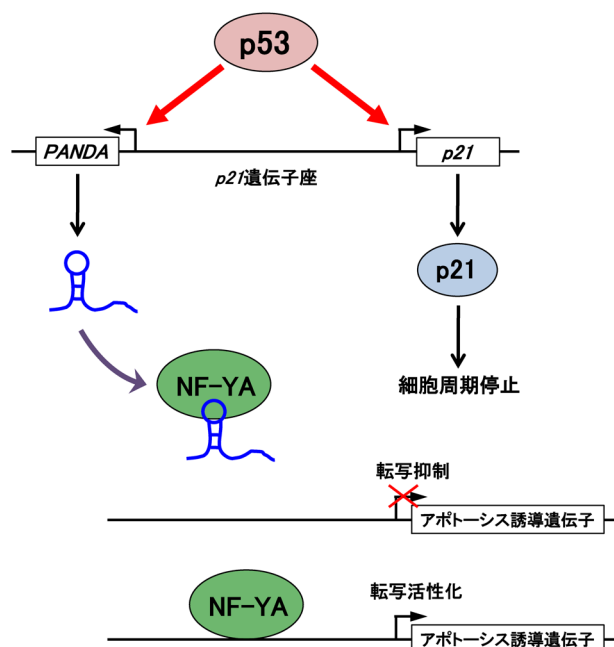 p53
PANDA
p21
p21遺伝子座
p21
NF-YA
細胞周期停止
転写抑制
アポトーシス誘導遺伝子
NF-YA
転写活性化
アポトーシス誘導遺伝子